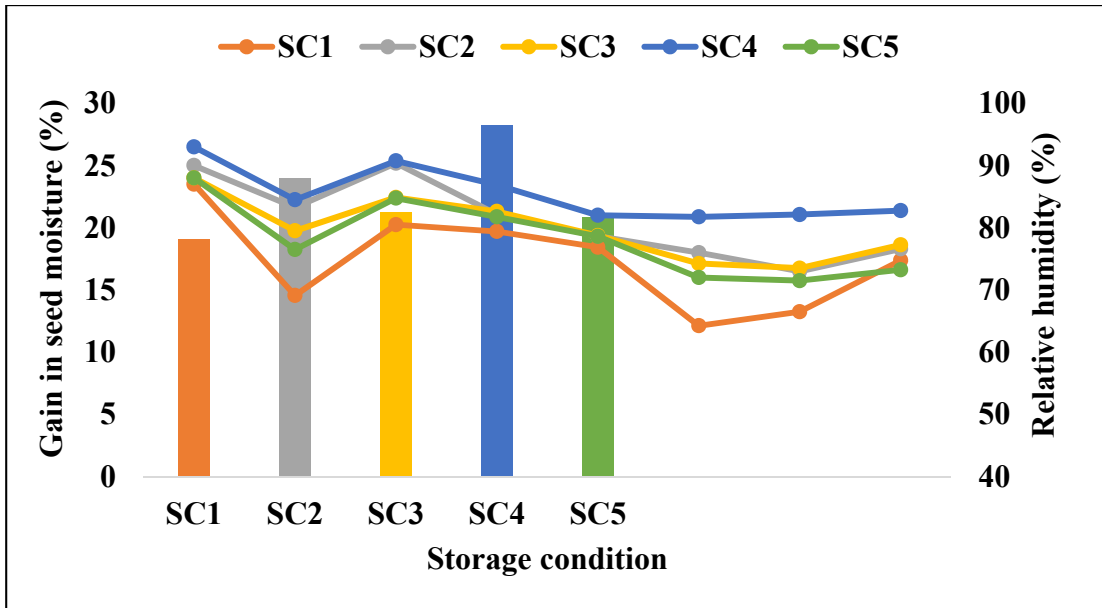 SC1 SC2 SC3 SC4 SC5
Gain in seed moisture (%)
30
25
20
15
10
5
0
100
90
80
70
60
50
40
Relative humidity (%)
SC1 SC2 SC3 SC4 SC5
Storage condition